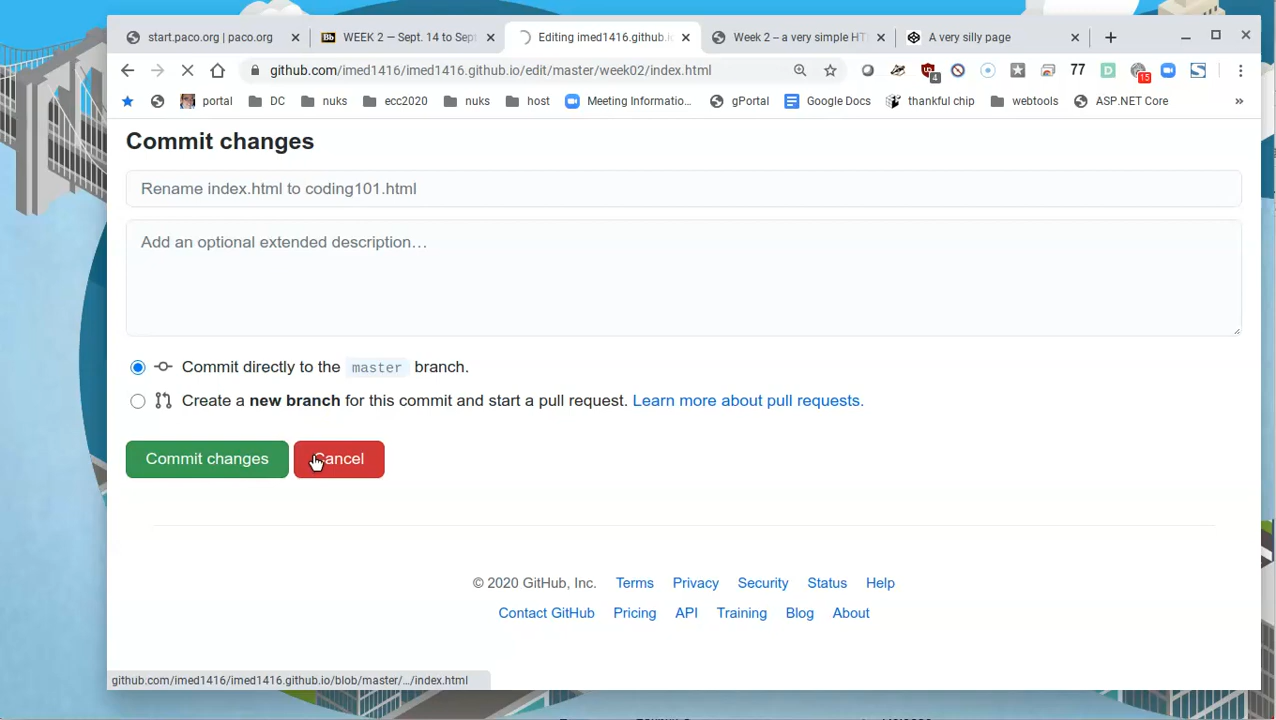 start.paco.org | paco.org
Bb WEEK 2 — Sept. 14 to Sept
Editing imed1416.github.i
Week 2 – a very simple HT
A very silly page
github.com/imed1416/imed1416.github.io/edit/master/week02/index.html
4
77
15
portal
DC
nuks
ecc2020
nuks
host
Meeting Informatio...
gPortal
Google Docs
thankful chip
webtools
ASP.NET Core
»
Commit changes
Rename index.html to coding101.html
Add an optional extended description…
Commit directly to the master branch.
Create a new branch for this commit and start a pull request. Learn more about pull requests.
Commit changes
Cancel
© 2020 GitHub, Inc. Terms Privacy Security Status Help
Contact GitHub Pricing API Training Blog About
github.com/imed1416/imed1416.github.io/blob/master/…/index.html